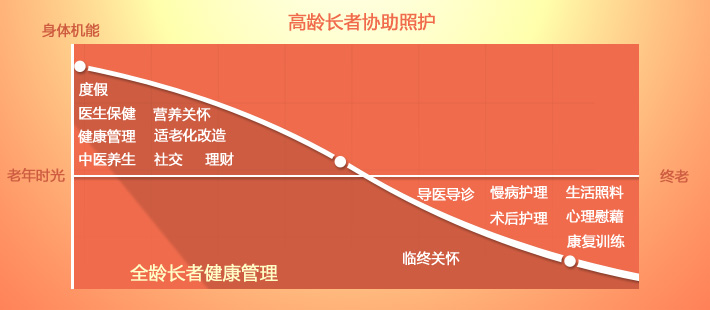 高龄长者协助照护
身体机能
度假
医生保健 营养关怀
健康管理 适老化改造
中医养生 社交 理财
老年时光
终老
导医导诊 慢病护理 生活照料
术后护理 心理慰藉
康复训练
临终关怀
全龄长者健康管理